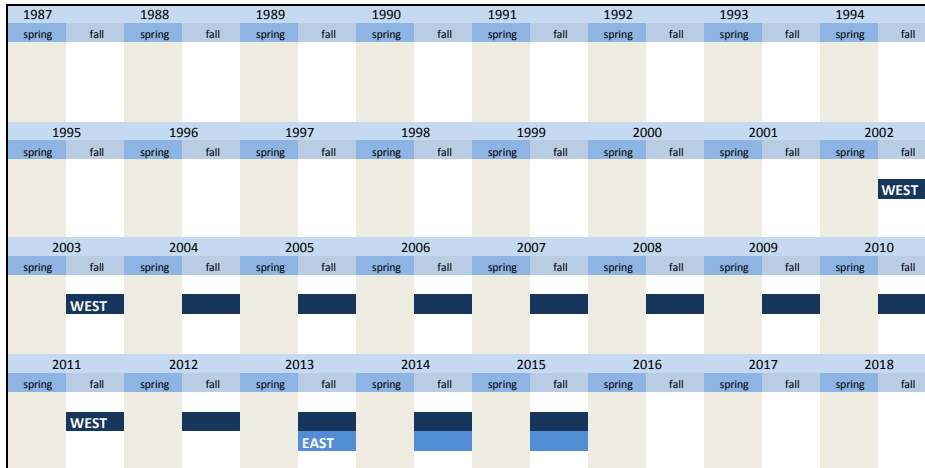 1987 1988 1989 1990 1991 1992 1993 1994
spring fall spring fall spring fall spring fall spring fall spring fall spring fall spring fall
1995 1996 1997 1998 1999 2000 2001 2002
spring fall spring fall spring fall spring fall spring fall spring fall spring fall spring fall
WEST
2003 2004 2005 2006 2007 2008 2009 2010
spring fall spring fall spring fall spring fall spring fall spring fall spring fall spring fall
WEST
2011 2012 2013 2014 2015 2016 2017 2018
spring fall spring fall spring fall spring fall spring fall spring fall spring fall spring fall
WEST
EAST